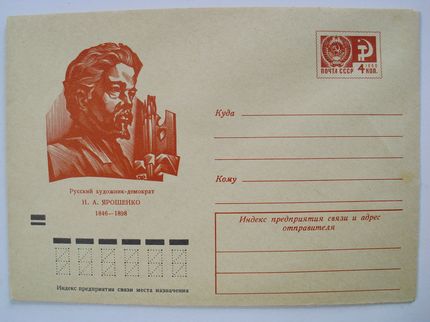 ПОЧТА СССР
1966
4 КОП.
Куда
Русский художник-демократ
Н. А. ЯРОШЕНКО
1846—1898
Кому
Индекс предприятия связи и адрес
отправителя
Индекс предприятия связи места назначения